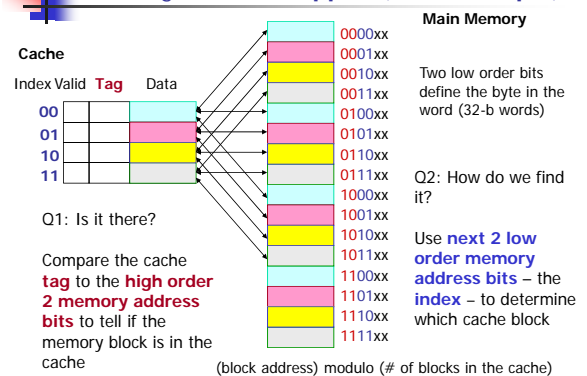 Main Memory
Cache
Index Valid Tag Data
00
01
10
11
0000xx
0001xx
0010xx
0011xx
0100xx
0101xx
0110xx
0111xx
1000xx
1001xx
1010xx
1011xx
1100xx
1101xx
1110xx
1111xx
Two low order bits
define the byte in the
word (32-b words)
Q2: How do we find
it?
Use next 2 low
order memory
address bits – the
index – to determine
which cache block
Q1: Is it there?
Compare the cache
tag to the high order
2 memory address
bits to tell if the
memory block is in the
cache
(block address) modulo (# of blocks in the cache)